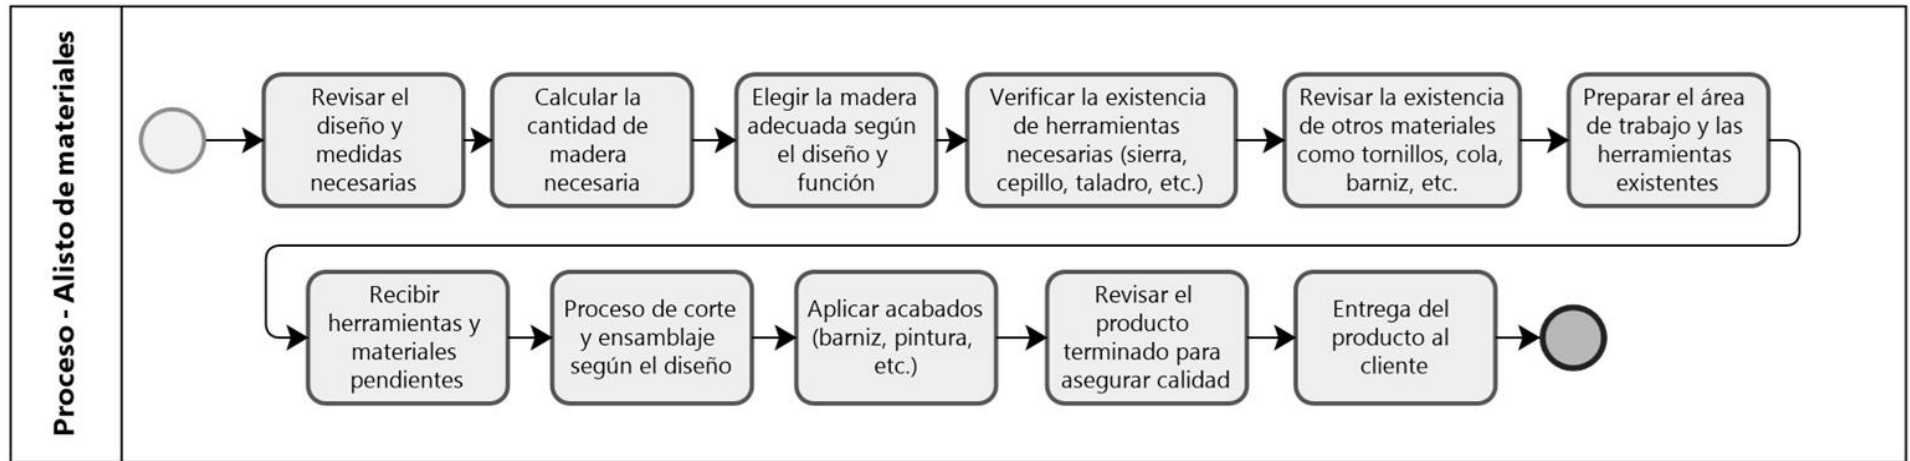 Proceso - Alisto de materiales
Revisar el
diseño y
medidas
necesarias
Calcular la
cantidad de
madera
necesaria
Elegir la madera
adecuada según
el diseño y
función
Verificar la existencia
de herramientas
necesarias (sierra,
cepillo, taladro, etc.)
Revisar la existencia
de otros materiales
como tornillos, cola,
barniz, etc.
Preparar el área
de trabajo y las
herramientas
existentes
Recibir
herramientas y
materiales
pendientes
Proceso de corte
y ensamblaje
según el diseño
Aplicar acabados
(barniz, pintura,
etc.)
Revisar el
producto
terminado para
asegurar calidad
Entrega del
producto al
cliente